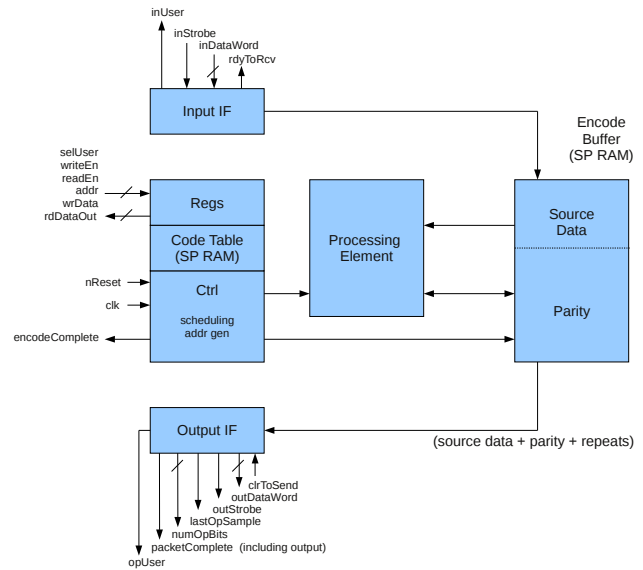 inUser
inStrobe
inDataWord
rdyToRcv
Input IF
Encode
Buffer
(SP RAM)
selUser
writeEn
readEn
addr
wrData
rdDataOut
Regs
Code Table
(SP RAM)
Processing
Element
Source
Data
nReset
clk
encodeComplete
Ctrl
scheduling
addr gen
Parity
Output IF
(source data + parity + repeats)
clrToSend
outDataWord
outStrobe
lastOpSample
numOpBits
packetComplete (including output)
opUser